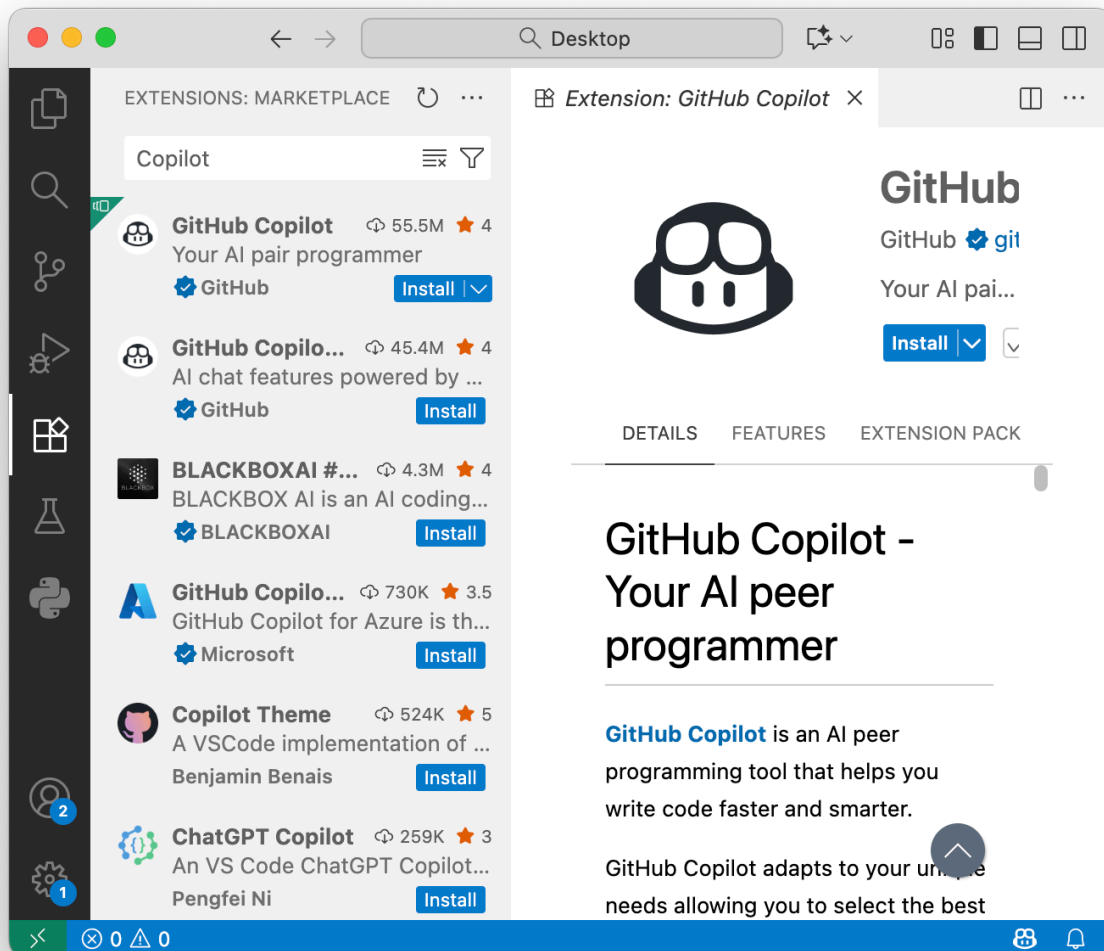 Desktop
EXTENSIONS: MARKETPLACE
Copilot
GitHub Copilot 55.5M 4
Your AI pair programmer
GitHub Install
GitHub Copilo... 45.4M 4
AI chat features powered by ...
GitHub Install
BLACKBOXAI #... 4.3M 4
BLACKBOX AI is an AI coding...
BLACKBOXAI Install
GitHub Copilo... 730K 3.5
GitHub Copilot for Azure is th...
Microsoft Install
Copilot Theme 524K 5
A VSCode implementation of ...
Benjamin Benais Install
ChatGPT Copilot 259K 3
An VS Code ChatGPT Copilot...
Pengfei Ni Install
2
1
0 0
Extension: GitHub Copilot
GitHub
GitHub git
Your AI pai...
Install
DETAILS FEATURES EXTENSION PACK
GitHub Copilot -
Your AI peer
programmer
GitHub Copilot is an AI peer
programming tool that helps you
write code faster and smarter.
GitHub Copilot adapts to your
needs allowing you to select the best